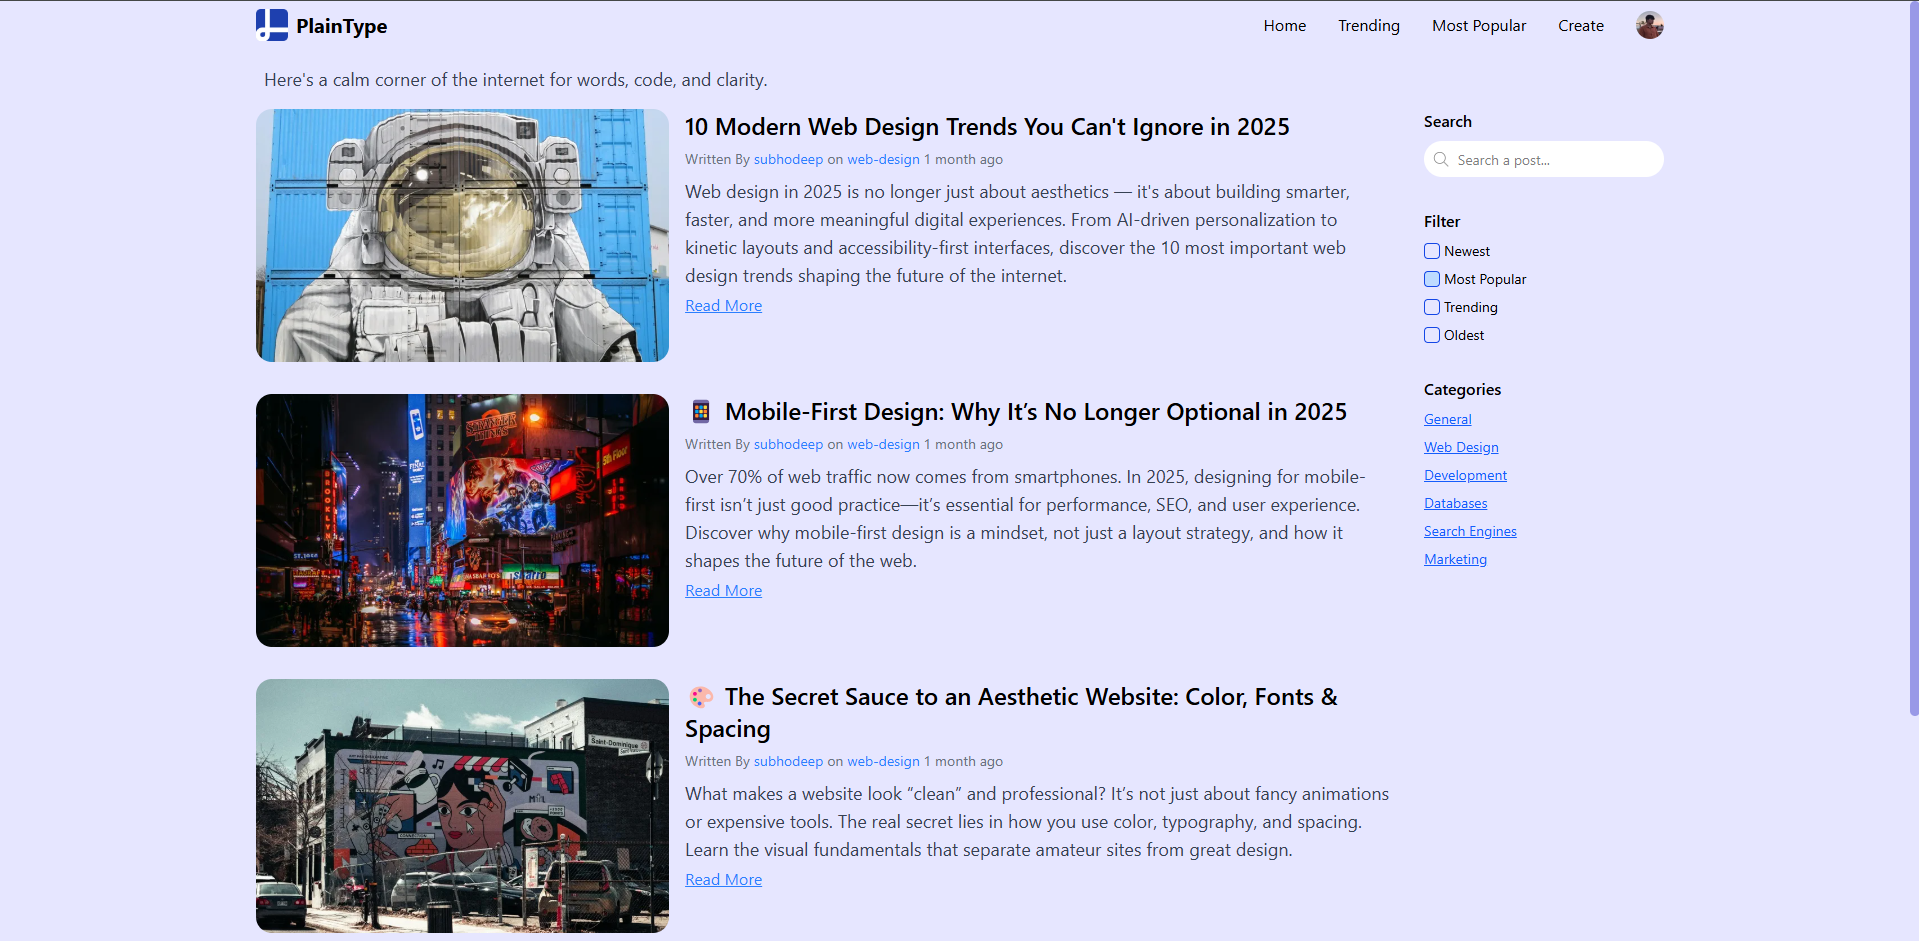 PlainType
Home
Trending
Most Popular
Create
Here's a calm corner of the internet for words, code, and clarity.
10 Modern Web Design Trends You Can't Ignore in 2025
Written By subhodeep on web-design 1 month ago
Web design in 2025 is no longer just about aesthetics — it's about building smarter,
faster, and more meaningful digital experiences. From AI-driven personalization to
kinetic layouts and accessibility-first interfaces, discover the 10 most important web
design trends shaping the future of the internet.
Read More
STRANGER
THINGS
5th Floor
BROOKLYN
SBARRO'S
sbarro
📱 Mobile-First Design: Why It’s No Longer Optional in 2025
Written By subhodeep on web-design 1 month ago
Over 70% of web traffic now comes from smartphones. In 2025, designing for mobile-
first isn’t just good practice—it’s essential for performance, SEO, and user experience.
Discover why mobile-first design is a mindset, not just a layout strategy, and how it
shapes the future of the web.
Read More
Saint-Dominique
🎨 The Secret Sauce to an Aesthetic Website: Color, Fonts &
Spacing
Written By subhodeep on web-design 1 month ago
What makes a website look “clean” and professional? It’s not just about fancy animations
or expensive tools. The real secret lies in how you use color, typography, and spacing.
Learn the visual fundamentals that separate amateur sites from great design.
Read More
Search
Search a post...
Filter
Newest
Most Popular
Trending
Oldest
Categories
General
Web Design
Development
Databases
Search Engines
Marketing